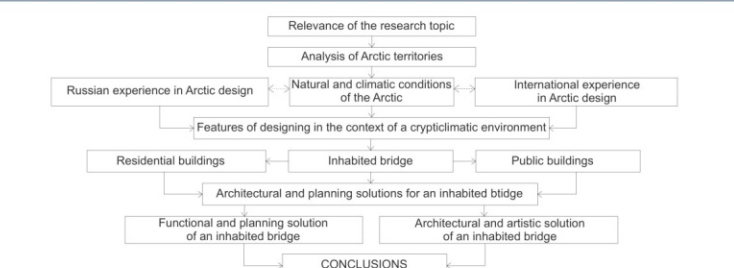 Relevance of the research topic
Analysis of Arctic territories
Russian experience in Arctic design
Natural and climatic conditions
of the Arctic
International experience
in Arctic design
Features of designing in the context of a crypticlimatic environment
Residential buildings
Inhabited bridge
Public buildings
Architectural and planning solutions for an inhabited btidge
Functional and planning solution
of an inhabited bridge
Architectural and artistic solution
of an inhabited bridge
CONCLUSIONS